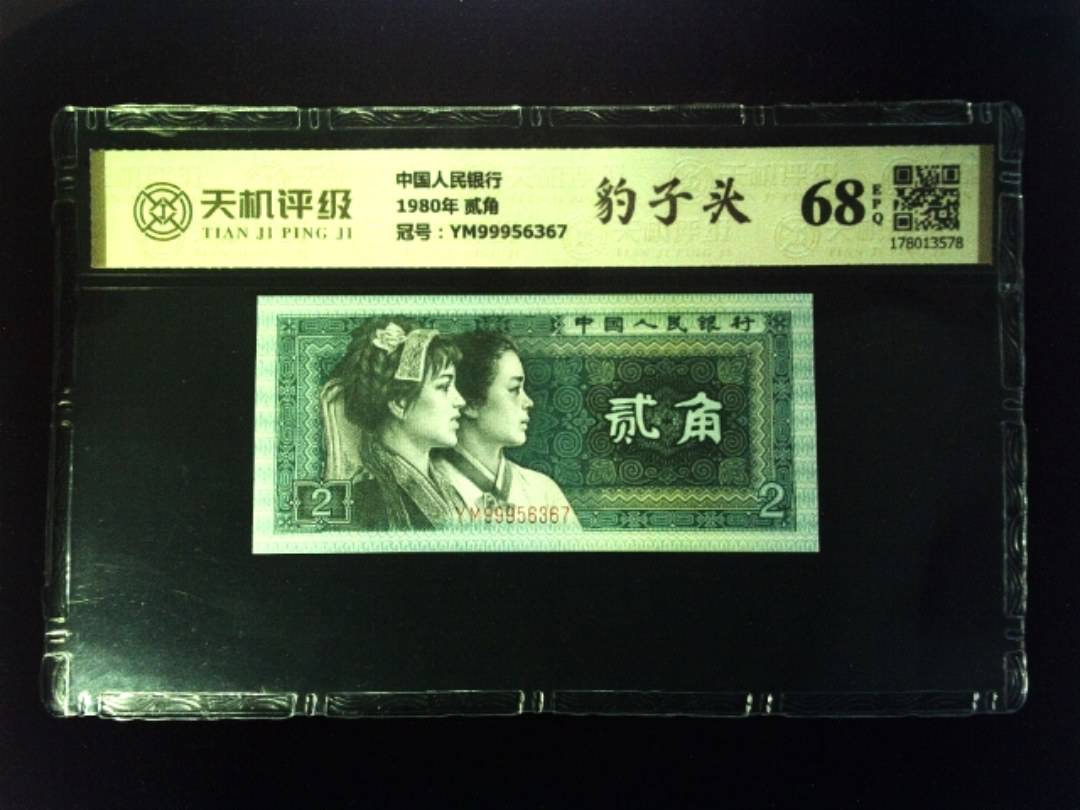 天机评级
TIAN JI PING JI
中国人民银行
1980年 贰角
冠号：YM99956367
豹子头
68
EPQ
178013578
中国人民银行
贰角
2
YM99956367
2